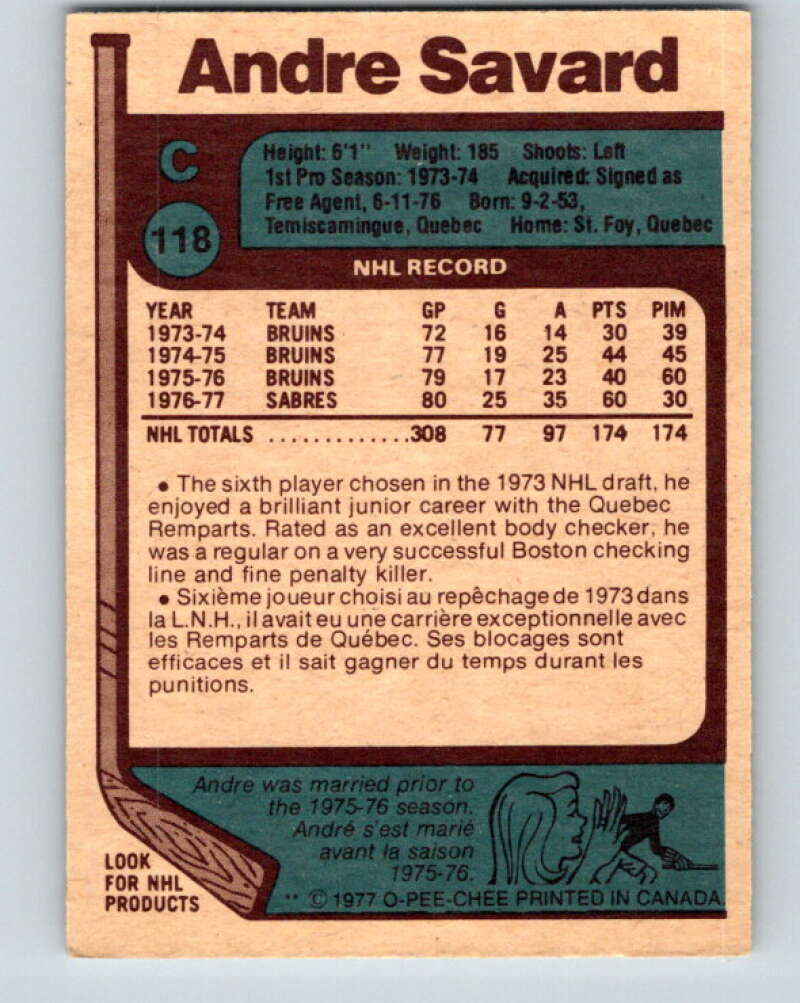 Andre Savard
C
118
Height: 6'1" Weight: 185 Shoots: Left
1st Pro Season: 1973-74 Acquired: Signed as
Free Agent, 6-11-76 Born: 9-2-53,
Temiscamingue, Quebec Home: St. Foy, Quebec
NHL RECORD
YEAR TEAM GP G A PTS PIM
1973-74 BRUINS 72 16 14 30 39
1974-75 BRUINS 77 19 25 44 45
1975-76 BRUINS 79 17 23 40 60
1976-77 SABRES 80 25 35 60 30
NHL TOTALS .............308 77 97 174 174
• The sixth player chosen in the 1973 NHL draft, he
enjoyed a brilliant junior career with the Quebec
Remparts. Rated as an excellent body checker, he
was a regular on a very successful Boston checking
line and fine penalty killer.
• Sixième joueur choisi au repêchage de 1973 dans
la L.N.H., il avait eu une carrière exceptionnelle avec
les Remparts de Québec. Ses blocages sont
efficaces et il sait gagner du temps durant les
punitions.
Andre was married prior to
the 1975-76 season.
André s'est marié
avant la saison
1975-76.
LOOK
FOR NHL
PRODUCTS
** © 1977 O-PEE-CHEE PRINTED IN CANADA